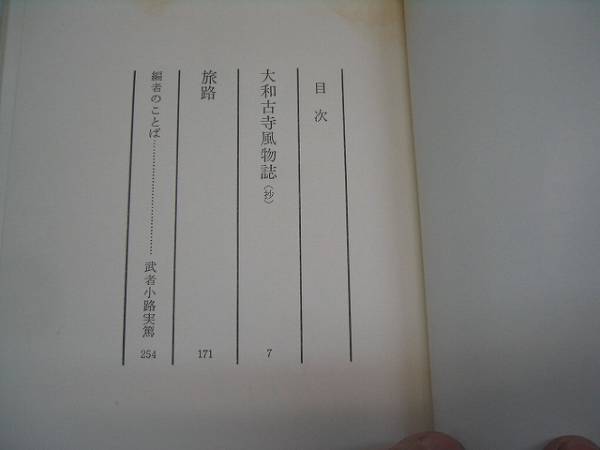 目次
大和古寺風物誌〈抄〉 7
旅路 171
編者のことば……………………………… 武者小路実篤 254